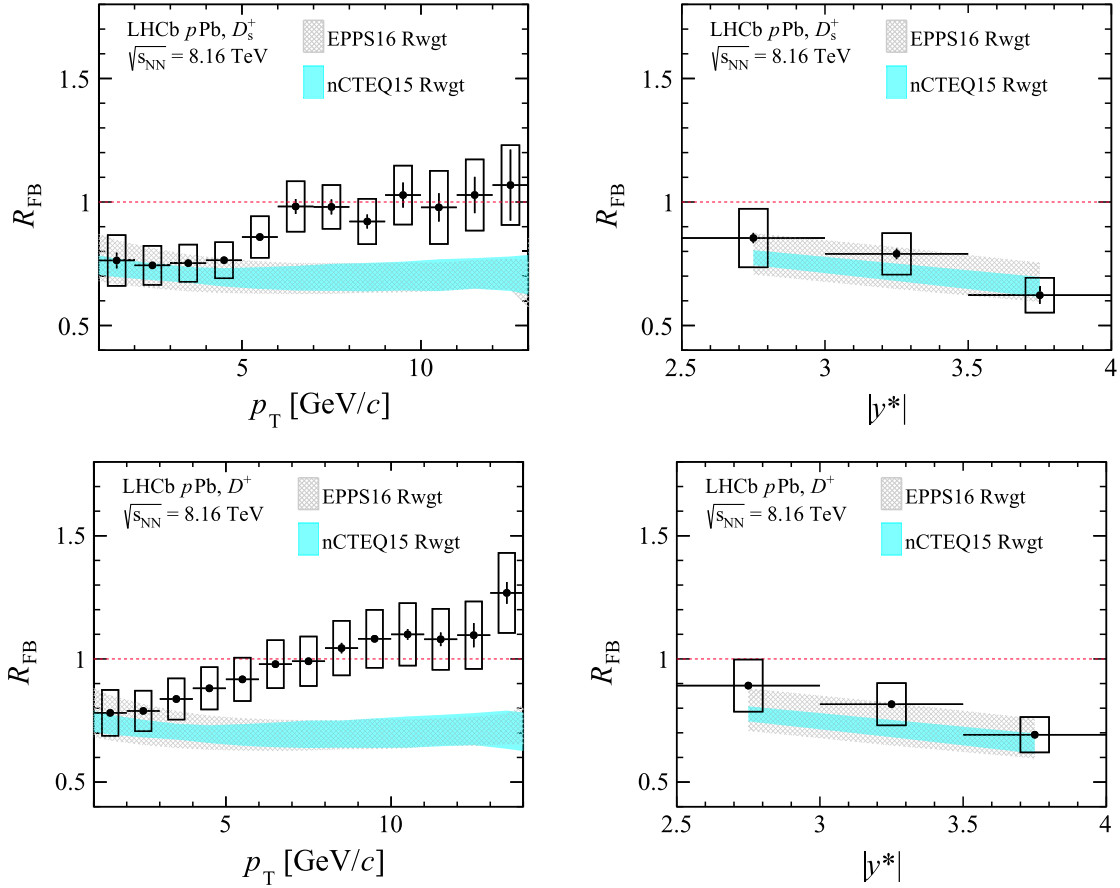 LHCb pPb, D_s^+
√s_NN = 8.16 TeV
EPPS16 Rwgt
nCTEQ15 Rwgt
1.5
1
0.5
R_FB
5
10
p_T [GeV/c]
LHCb pPb, D_s^+
√s_NN = 8.16 TeV
EPPS16 Rwgt
nCTEQ15 Rwgt
1.5
1
0.5
R_FB
2.5
3
3.5
4
|y*|
LHCb pPb, D^+
√s_NN = 8.16 TeV
EPPS16 Rwgt
nCTEQ15 Rwgt
1.5
1
0.5
R_FB
5
10
p_T [GeV/c]
LHCb pPb, D^+
√s_NN = 8.16 TeV
EPPS16 Rwgt
nCTEQ15 Rwgt
1.5
1
0.5
R_FB
2.5
3
3.5
4
|y*|